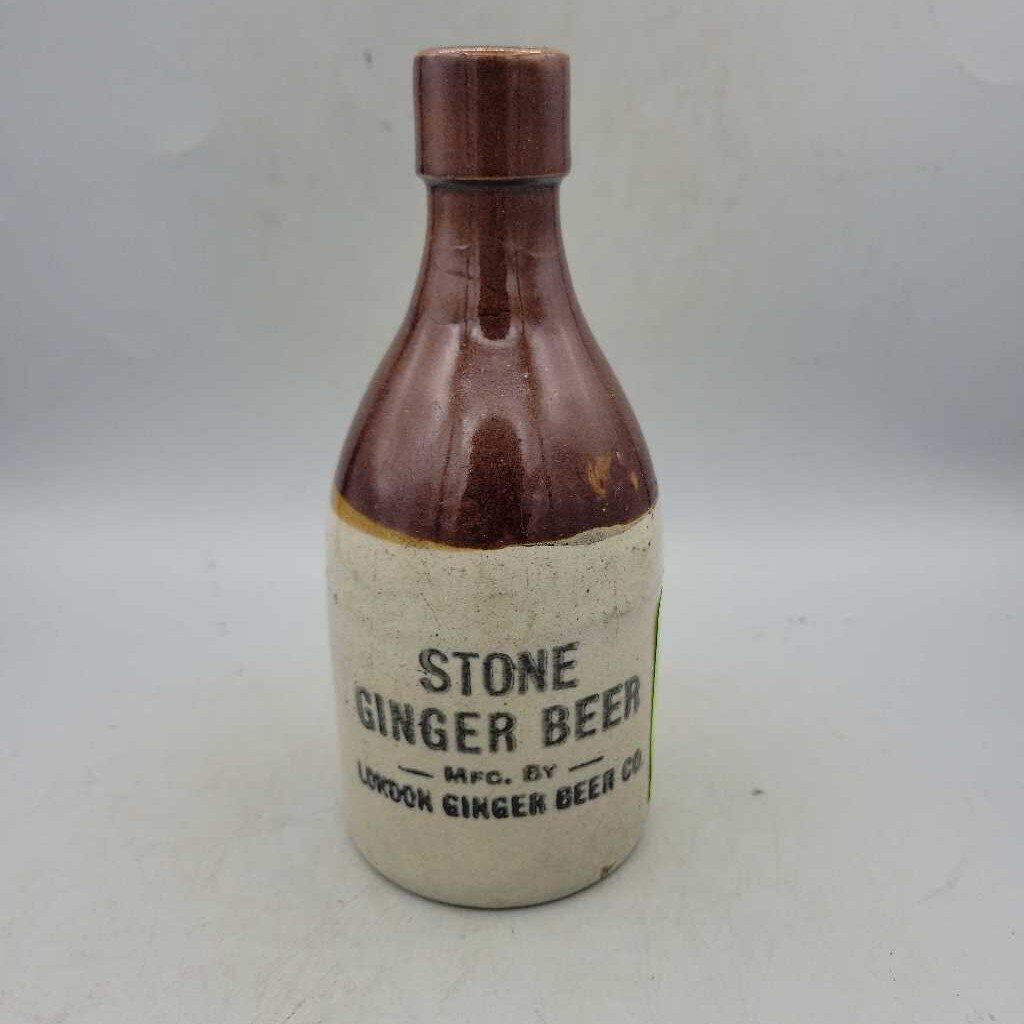 STONE
GINGER BEER
— MFG. BY —
LONDON GINGER BEER CO.